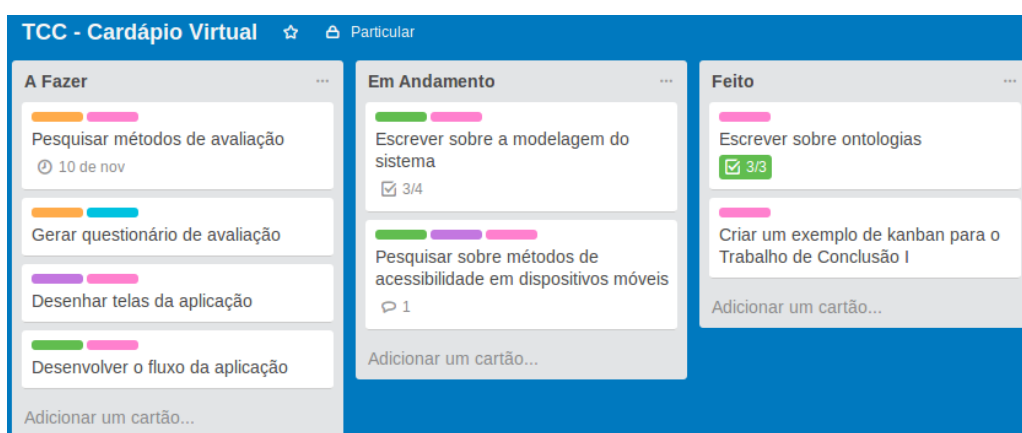 TCC - Cardápio Virtual
Particular
A Fazer
Pesquisar métodos de avaliação
10 de nov
Gerar questionário de avaliação
Desenhar telas da aplicação
Desenvolver o fluxo da aplicação
Adicionar um cartão...
Em Andamento
Escrever sobre a modelagem do
sistema
3/4
Pesquisar sobre métodos de
acessibilidade em dispositivos móveis
1
Adicionar um cartão...
Feito
Escrever sobre ontologias
3/3
Criar um exemplo de kanban para o
Trabalho de Conclusão I
Adicionar um cartão...